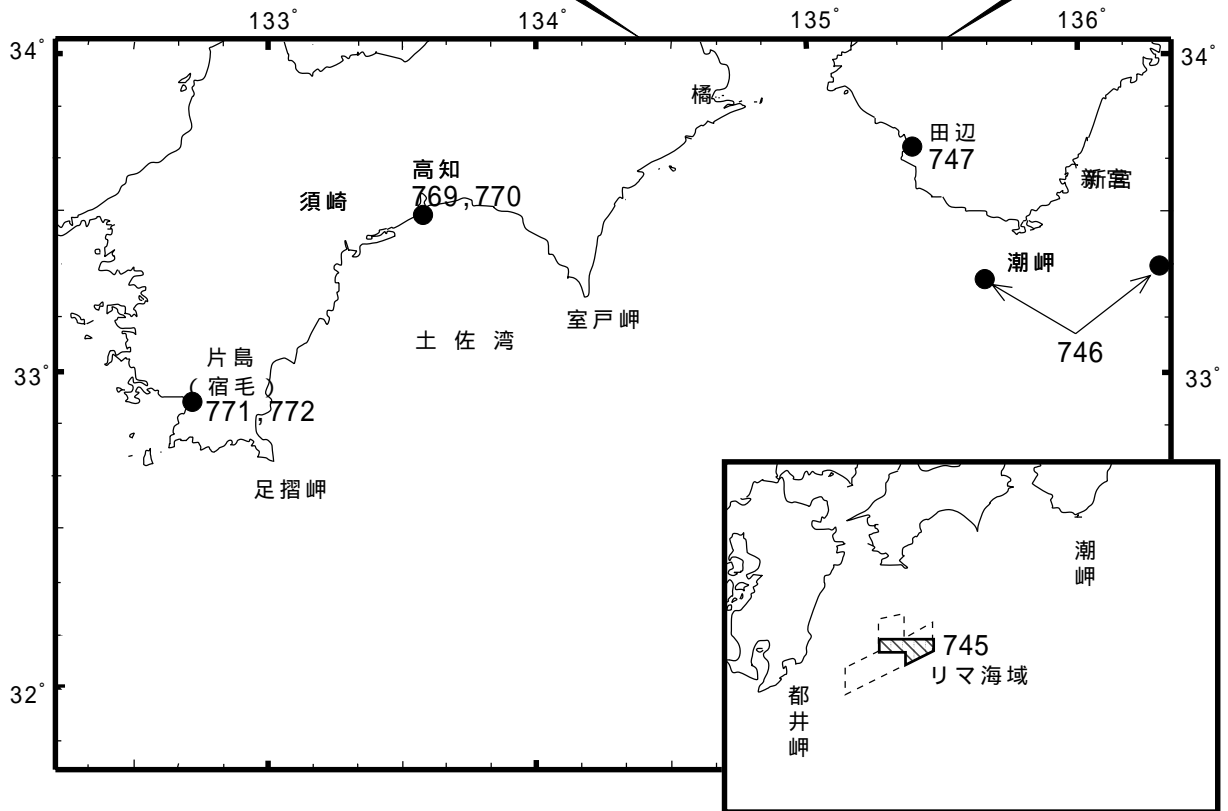 133° 134° 135° 136°
34° 34°
橘
田辺
747
高知
769,770
須崎
新宮
潮岬
室戸岬
土佐湾
746
片島
(宿毛)
771,772
33° 33°
足摺岬
潮岬
745
リマ海域
都井岬
32°